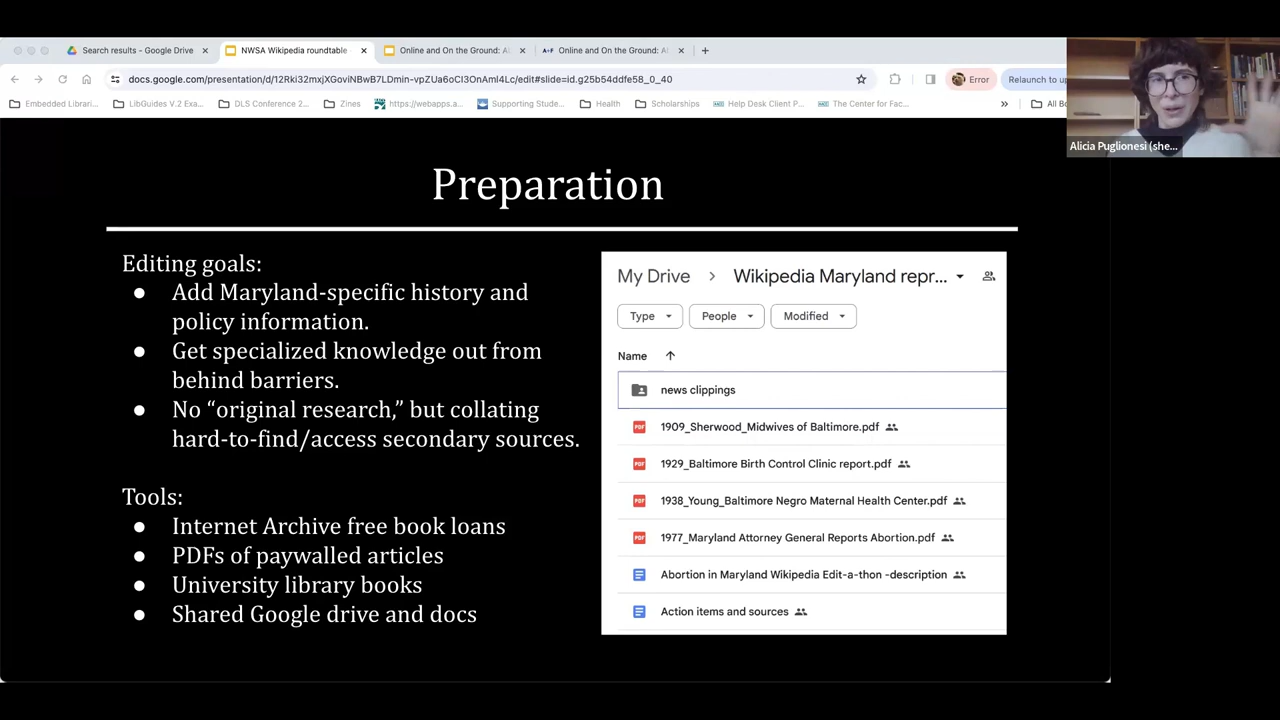 Search results - Google Drive
NWSA Wikipedia roundtable
Online and On the Ground: A
Online and On the Ground: A
docs.google.com/presentation/d/12Rki32mxjXGoviNBwB7LDmin-vpZUa6oCI3OnAmI4Lc/edit#slide=id.g25b54ddfe58_0_40
Error
Relaunch to u
Embedded Librari...
LibGuides V.2 Exa...
DLS Conference 2...
Zines
https://webapps.a...
Supporting Stude...
Health
Scholarships
Help Desk Client P...
The Center for Fac...
»
All Bo
Alicia Puglionesi (she...
Preparation
Editing goals:
● Add Maryland-specific history and
policy information.
● Get specialized knowledge out from
behind barriers.
● No “original research,” but collating
hard-to-find/access secondary sources.
Tools:
● Internet Archive free book loans
● PDFs of paywalled articles
● University library books
● Shared Google drive and docs
My Drive > Wikipedia Maryland repr...
Type
People
Modified
Name
news clippings
PDF 1909_Sherwood_Midwives of Baltimore.pdf
PDF 1929_Baltimore Birth Control Clinic report.pdf
PDF 1938_Young_Baltimore Negro Maternal Health Center.pdf
PDF 1977_Maryland Attorney General Reports Abortion.pdf
Abortion in Maryland Wikipedia Edit-a-thon -description
Action items and sources